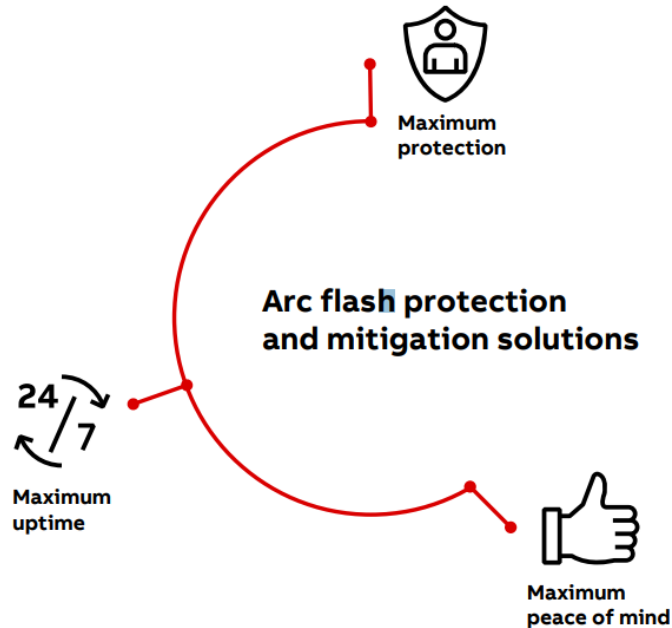 Maximum
protection
Arc flash protection
and mitigation solutions
24/7
Maximum
uptime
Maximum
peace of mind